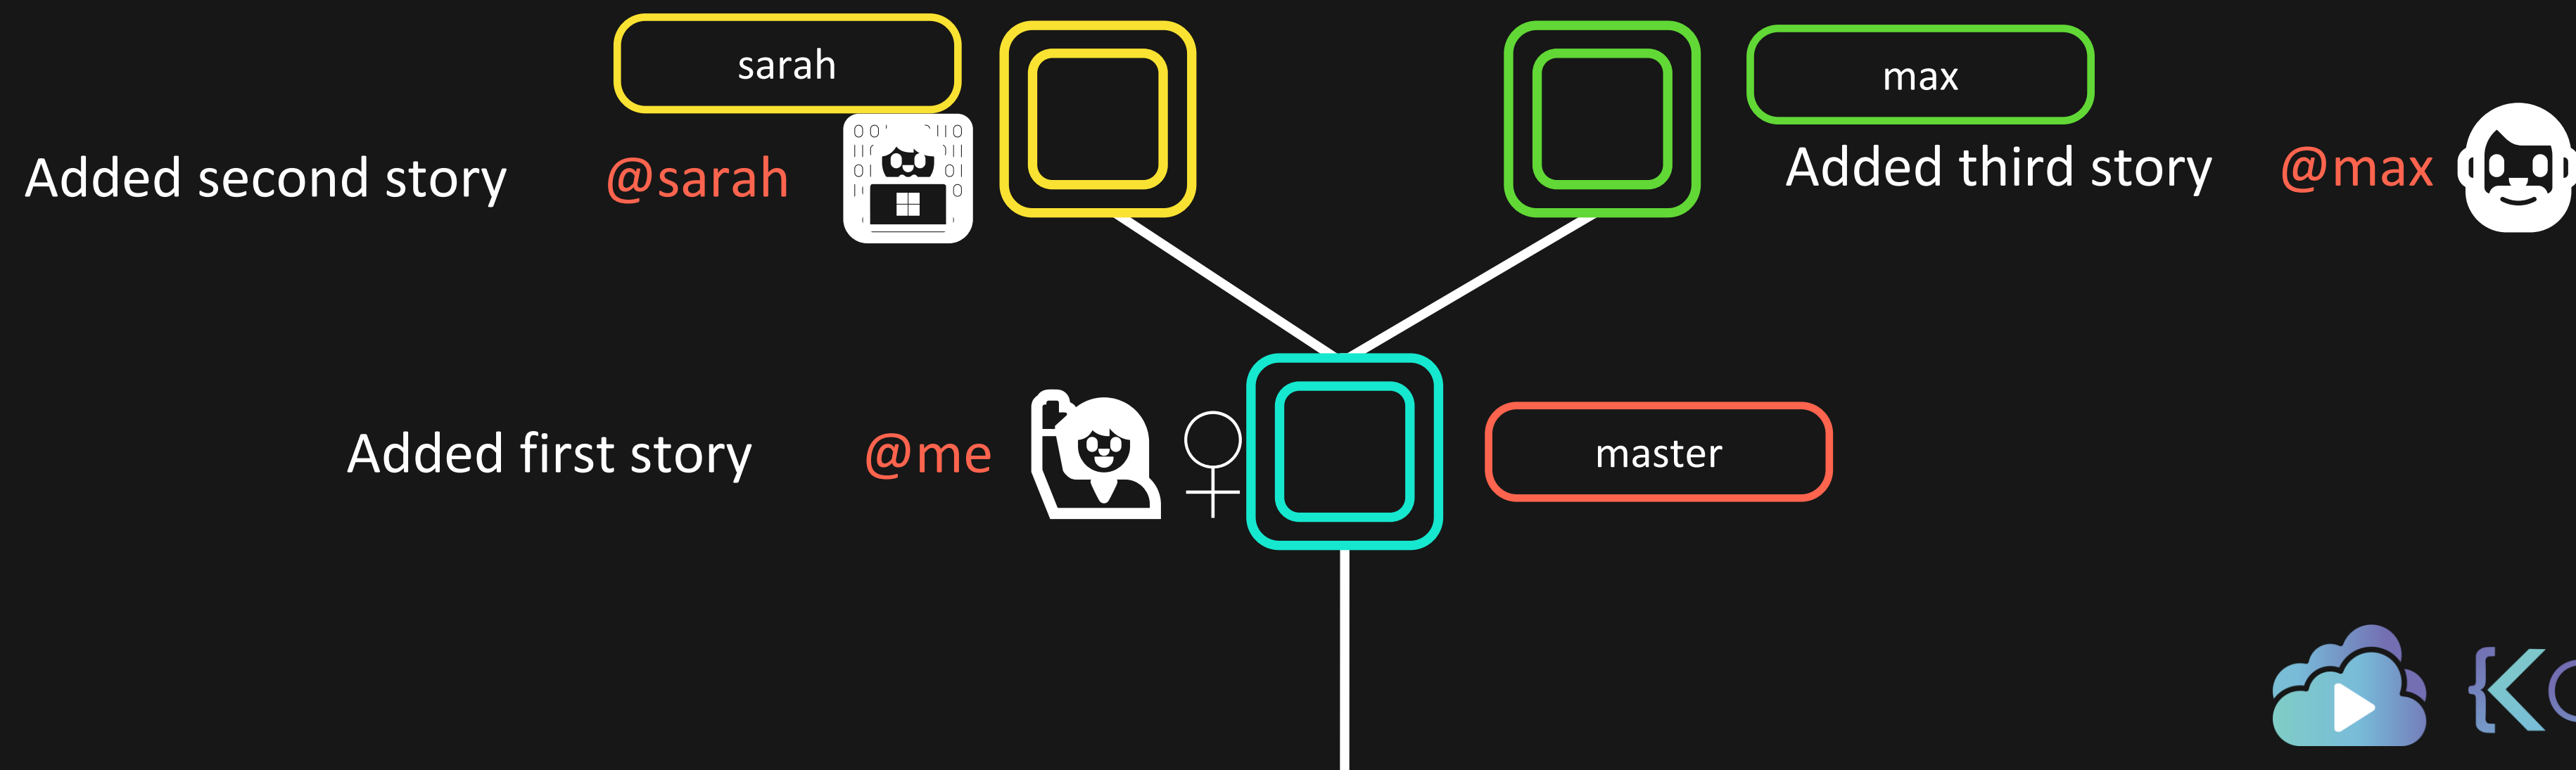 sarah
max
Added second story @sarah
Added third story @max
Added first story @me
master